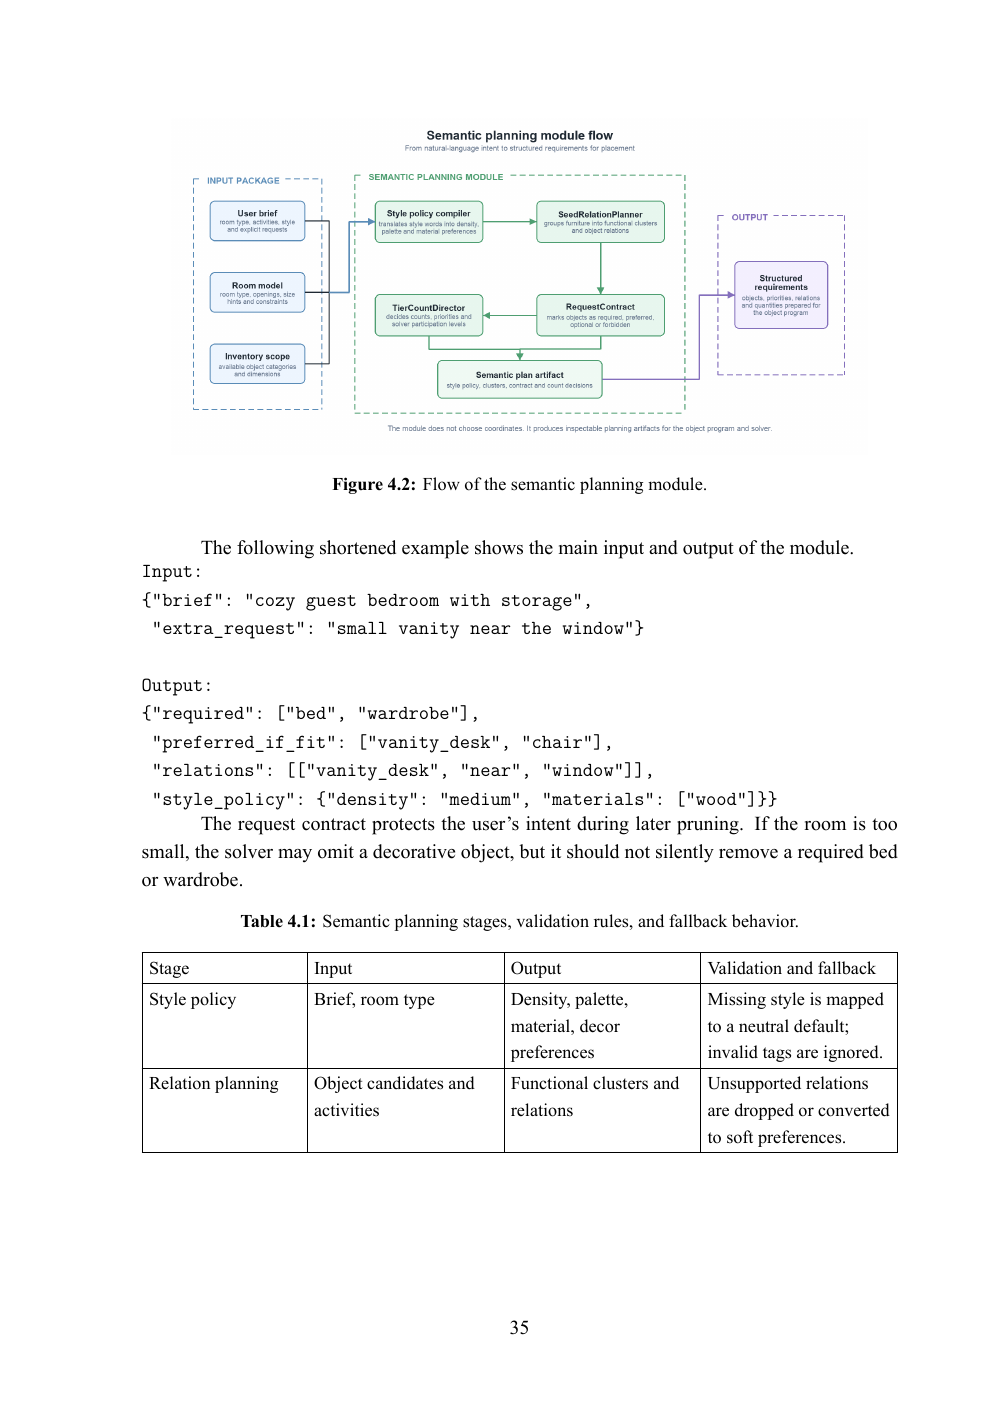 Semantic planning module flow
From natural-language intent to structured requirements for placement
INPUT PACKAGE
User brief
room type, activities, style
and explicit requests
Room model
room type, openings, size
hints and constraints
Inventory scope
available object categories
and dimensions
SEMANTIC PLANNING MODULE
Style policy compiler
translates style words into density,
palette and material preferences
SeedRelationPlanner
groups furniture into functional clusters
and object relations
TierCountDirector
decides counts, priorities and
solver participation levels
RequestContract
marks objects as required, preferred,
optional or forbidden
Semantic plan artifact
style policy, clusters, contract and count decisions
OUTPUT
Structured
requirements
objects, priorities, relations
and quantities prepared for
the object program
The module does not choose coordinates. It produces inspectable planning artifacts for the object program and solver.
Figure 4.2: Flow of the semantic planning module.
The following shortened example shows the main input and output of the module.
Input:
{"brief": "cozy guest bedroom with storage",
"extra_request": "small vanity near the window"}
Output:
{"required": ["bed", "wardrobe"],
"preferred_if_fit": ["vanity_desk", "chair"],
"relations": [["vanity_desk", "near", "window"]],
"style_policy": {"density": "medium", "materials": ["wood"]}}
The request contract protects the user's intent during later pruning. If the room is too
small, the solver may omit a decorative object, but it should not silently remove a required bed
or wardrobe.
Table 4.1: Semantic planning stages, validation rules, and fallback behavior.
Stage Input Output Validation and fallback
Style policy Brief, room type Density, palette, Missing style is mapped
material, decor to a neutral default;
preferences invalid tags are ignored.
Relation planning Object candidates and Functional clusters and Unsupported relations
activities relations are dropped or converted
to soft preferences.
35